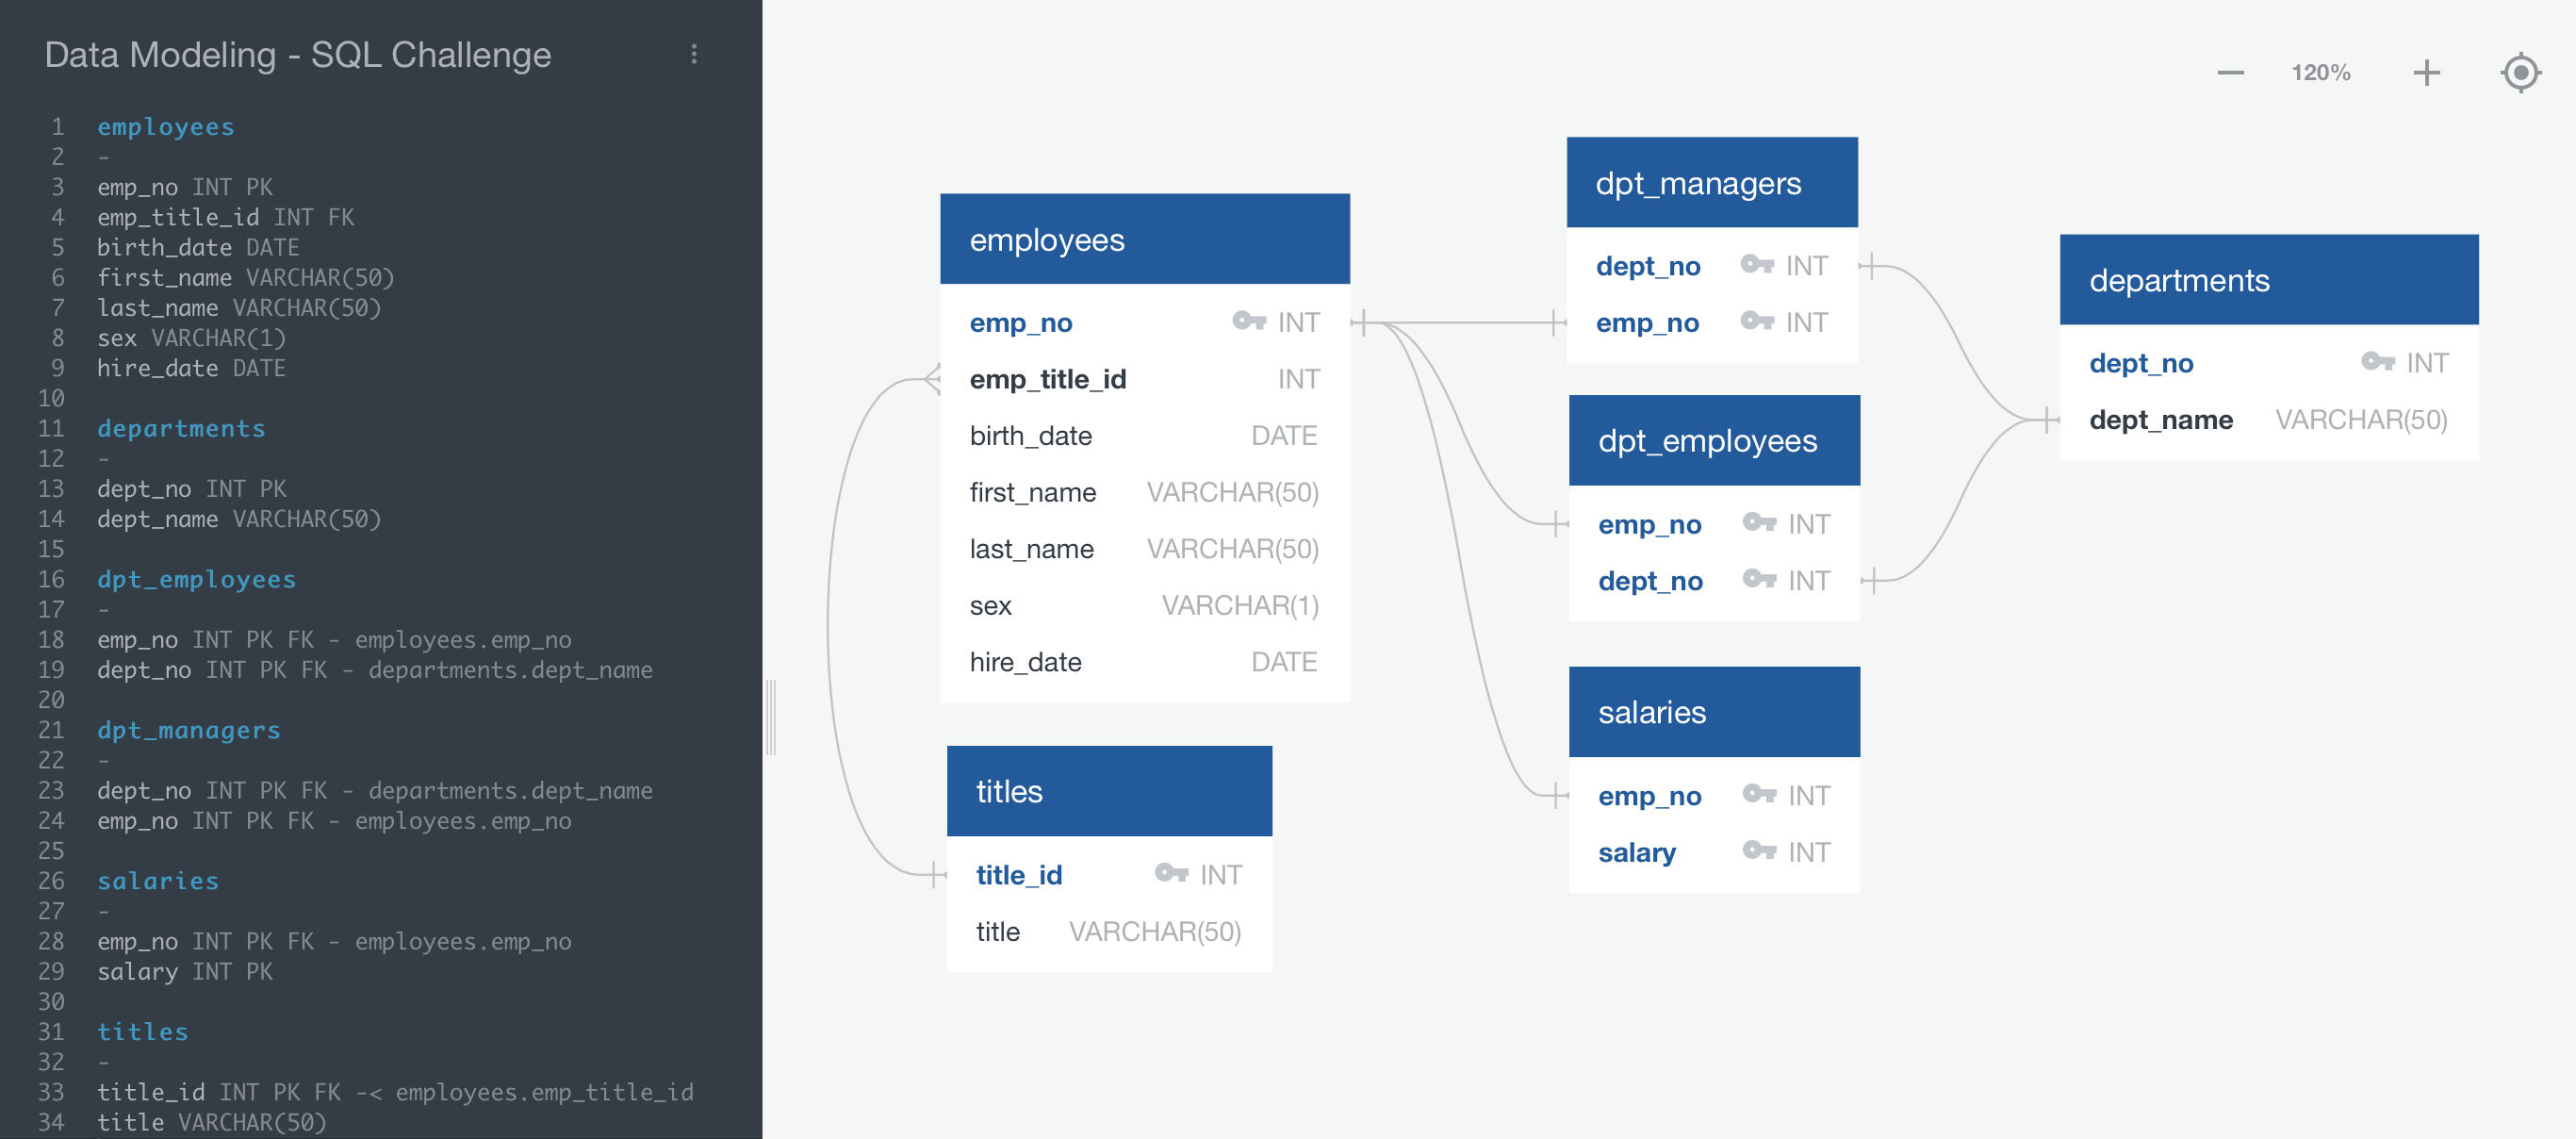 Data Modeling - SQL Challenge
1 employees
2 -
3 emp_no INT PK
4 emp_title_id INT FK
5 birth_date DATE
6 first_name VARCHAR(50)
7 last_name VARCHAR(50)
8 sex VARCHAR(1)
9 hire_date DATE
10
11 departments
12 -
13 dept_no INT PK
14 dept_name VARCHAR(50)
15
16 dpt_employees
17 -
18 emp_no INT PK FK - employees.emp_no
19 dept_no INT PK FK - departments.dept_name
20
21 dpt_managers
22 -
23 dept_no INT PK FK - departments.dept_name
24 emp_no INT PK FK - employees.emp_no
25
26 salaries
27 -
28 emp_no INT PK FK - employees.emp_no
29 salary INT PK
30
31 titles
32 -
33 title_id INT PK FK -< employees.emp_title_id
34 title VARCHAR(50)
120%
employees
emp_no INT
emp_title_id INT
birth_date DATE
first_name VARCHAR(50)
last_name VARCHAR(50)
sex VARCHAR(1)
hire_date DATE
titles
title_id INT
title VARCHAR(50)
dpt_managers
dept_no INT
emp_no INT
dpt_employees
emp_no INT
dept_no INT
salaries
emp_no INT
salary INT
departments
dept_no INT
dept_name VARCHAR(50)